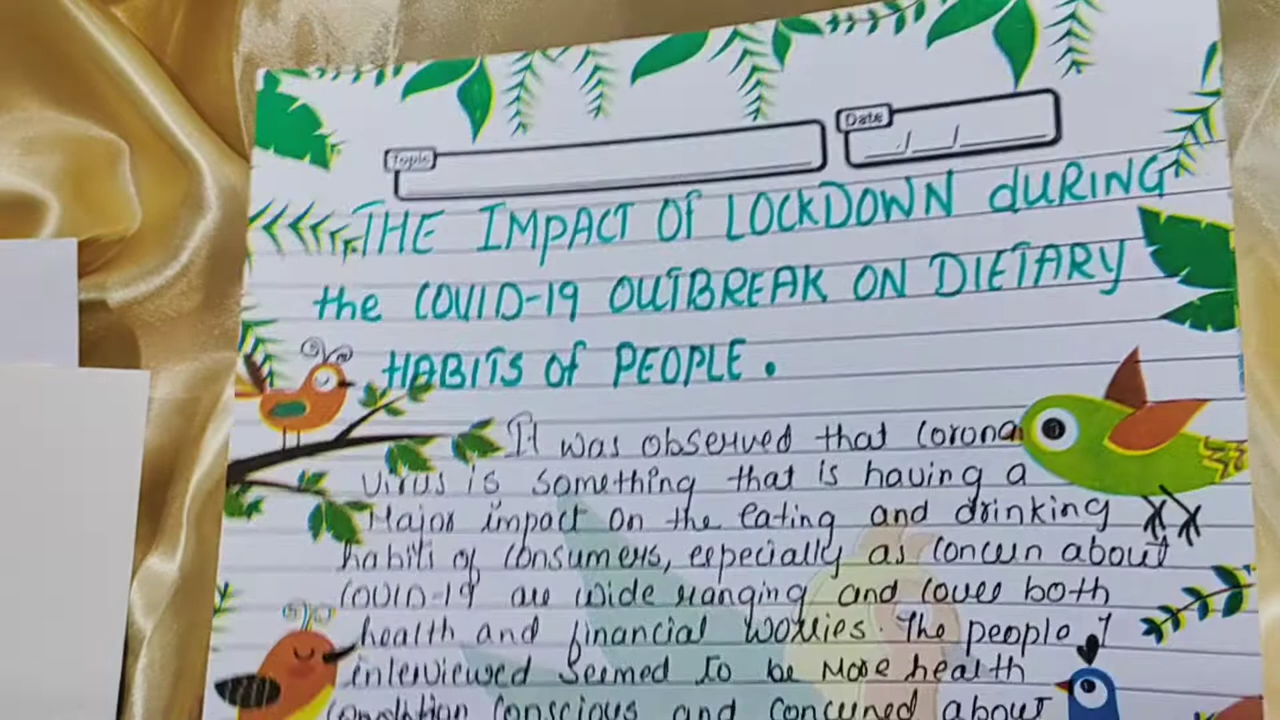 Topic
Date
THE IMPACT Of LOCKDOWN dURING
the COVID-19 OUTBREAK ON DIETARY
HABITS of PEOPLE.
It was observed that corona
virus is something that is having a
Major impact on the eating and drinking
habits of consumers, especially as concern about
COVID-19 are wide ranging and cover both
health and financial worries. The people I
interviewed seemed to be More health
condition conscious and concerned about